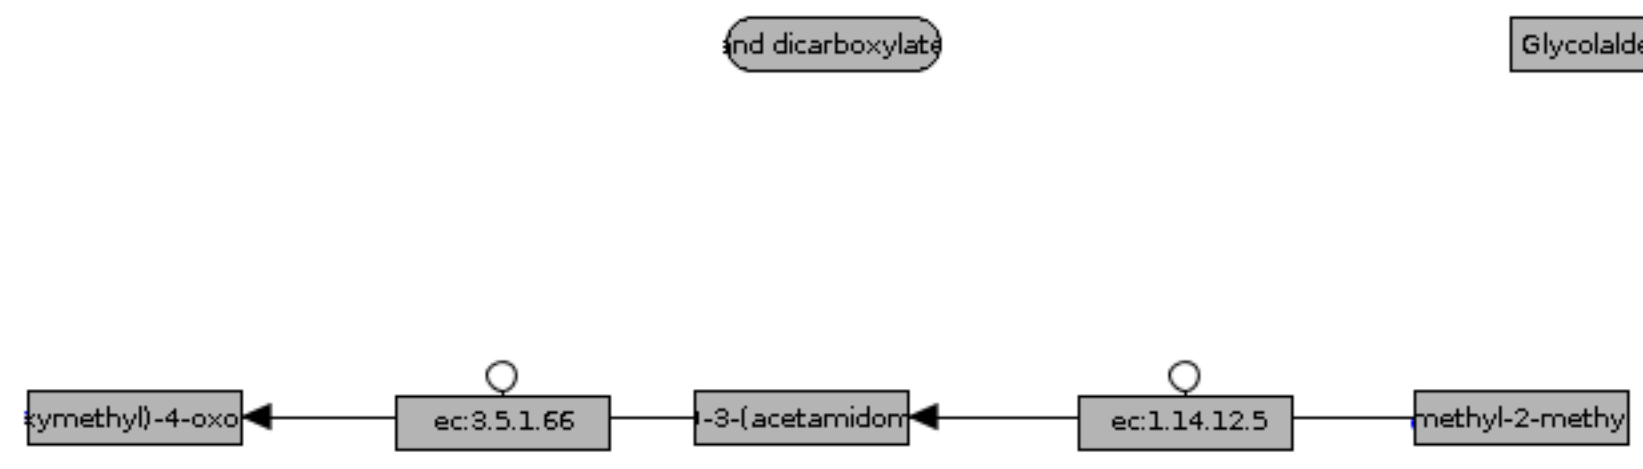 nd dicarboxylate
Glycolalde
kymethyl)-4-oxo
ec:3.5.1.66
-3-(acetamidom
ec:1.14.12.5
methyl-2-methy